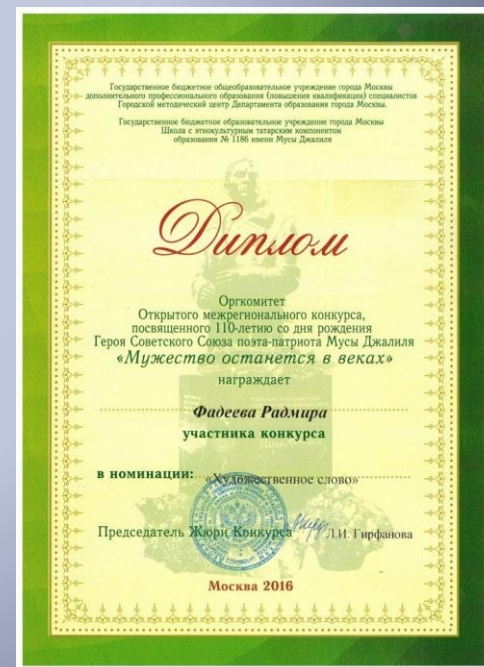 Государственное бюджетное общеобразовательное учреждение города Москвы
дополнительного профессионального образования (повышения квалификации) специалистов
Городской методический центр Департамента образования города Москвы.
Государственное бюджетное образовательное учреждение города Москвы
Школа с этнокультурным татарским компонентом
образования № 1186 имени Мусы Джалиля
Диплом
Оргкомитет
Открытого межрегионального конкурса,
посвященного 110-летию со дня рождения
Героя Советского Союза поэта-патриота Мусы Джалиля
«Мужество останется в веках»
награждает
Фадеева Радмира
участника конкурса
в номинации: «Художественное слово»
Председатель Жюри Конкурса Л.И. Гирфанова
Москва 2016